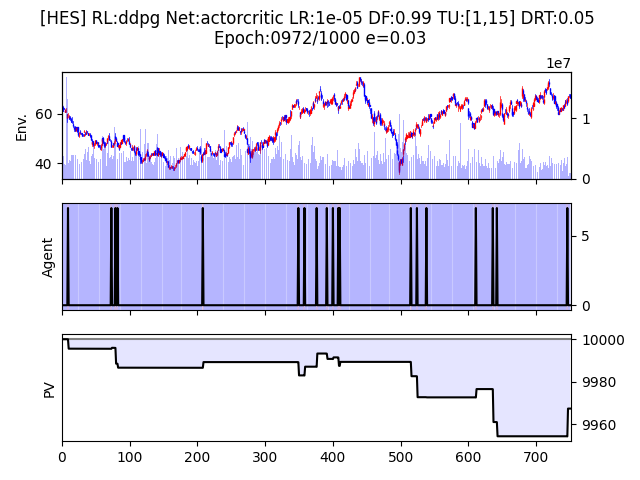 [HES] RL:ddpg Net:actorcritic LR:1e-05 DF:0.99 TU:[1,15] DRT:0.05
Epoch:0972/1000 e=0.03
1e7
Env.
60
40
1
0
Agent
5
0
PV
10000
9980
9960
0 100 200 300 400 500 600 700